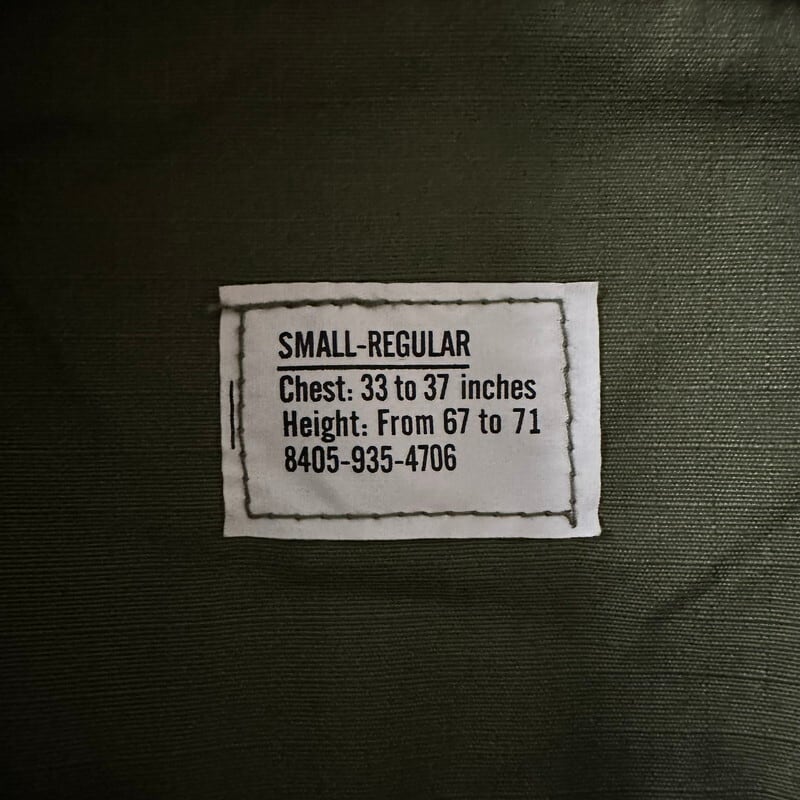 SMALL-REGULAR
Chest: 33 to 37 inches
Height: From 67 to 71
8405-935-4706